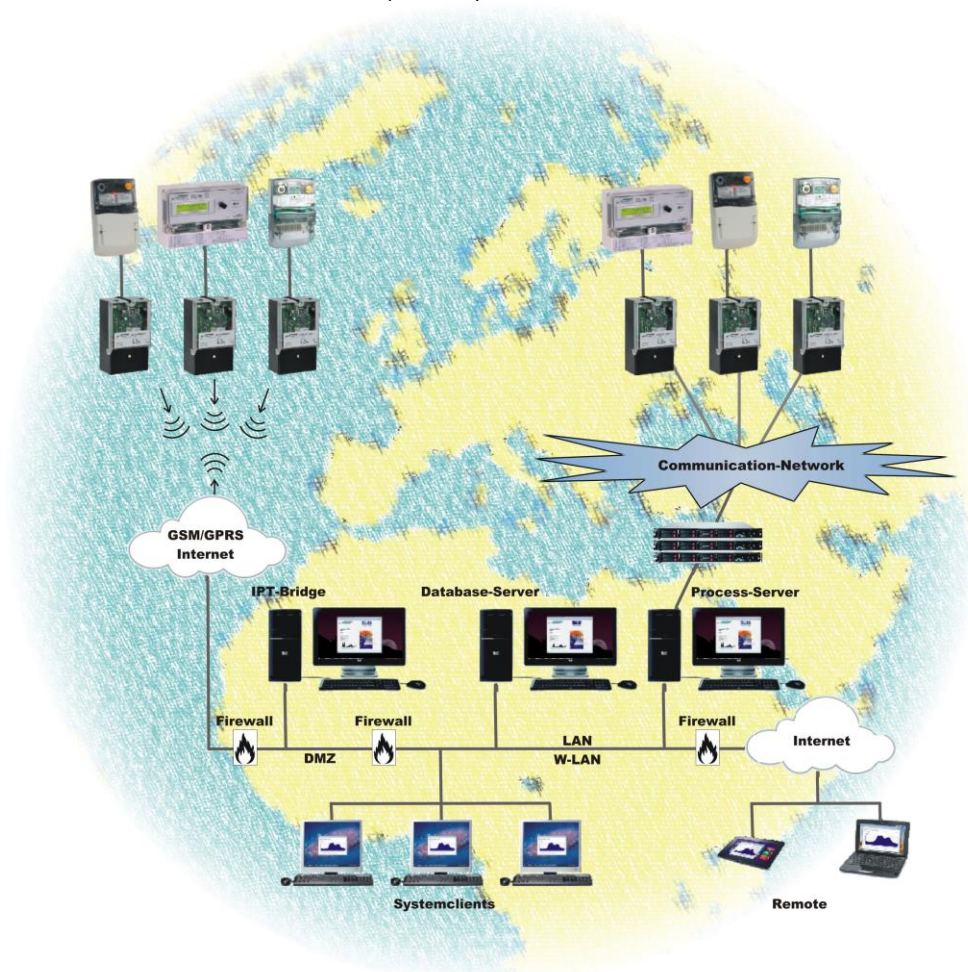 Communication-Network
GSM/GPRS
Internet
IPT-Bridge
Database-Server
Process-Server
Firewall
Firewall
Firewall
DMZ
LAN
W-LAN
Internet
Systemclients
Remote